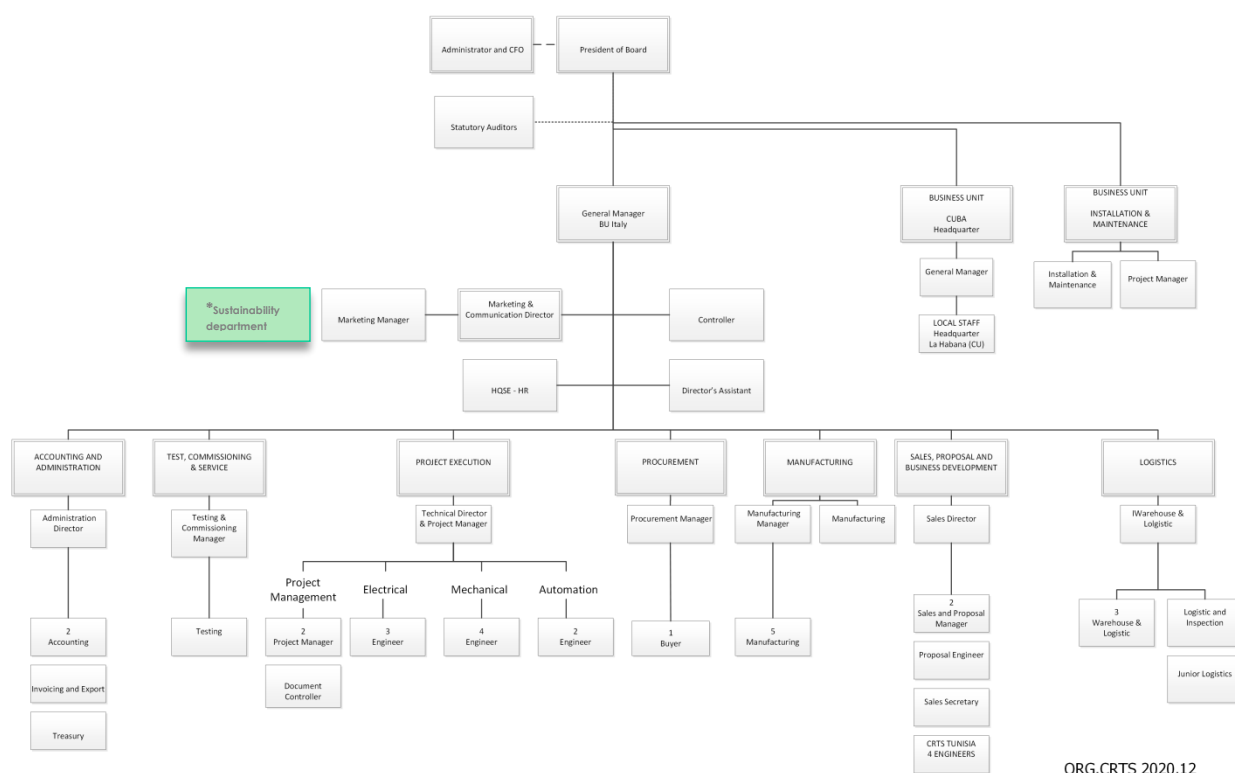 Administrator and CFO
President of Board
Statutory Auditors
General Manager
BU Italy
BUSINESS UNIT
CUBA
Headquarter
BUSINESS UNIT
INSTALLATION &
MAINTENANCE
General Manager
Installation &
Maintenance
Project Manager
LOCAL STAFF
Headquarter
La Habana (CU)
*Sustainability
department
Marketing Manager
Marketing &
Communication Director
Controller
HQSE - HR
Director's Assistant
ACCOUNTING AND
ADMINISTRATION
TEST, COMMISSIONING
& SERVICE
PROJECT EXECUTION
PROCUREMENT
MANUFACTURING
SALES, PROPOSAL AND
BUSINESS DEVELOPMENT
LOGISTICS
Administration
Director
Testing &
Commissioning
Manager
Technical Director
& Project Manager
Procurement Manager
Manufacturing
Manager
Manufacturing
Sales Director
IWarehouse &
Lolgistic
Project
Management
Electrical
Mechanical
Automation
2
Accounting
Testing
2
Project Manager
3
Engineer
4
Engineer
2
Engineer
1
Buyer
5
Manufacturing
2
Sales and Proposal
Manager
3
Warehouse &
Logistic
Logistic and
Inspection
Invoicing and Export
Document
Controller
Proposal Engineer
Junior Logistics
Treasury
Sales Secretary
CRTS TUNISIA
4 ENGINEERS
ORG.CRTS 2020.12